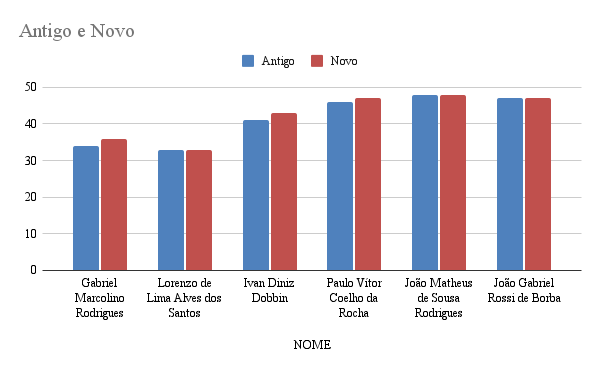 Antigo e Novo
Antigo Novo
50
40
30
20
10
0
Gabriel Marcolino Rodrigues
Lorenzo de Lima Alves dos Santos
Ivan Diniz Dobbin
Paulo Vitor Coelho da Rocha
João Matheus de Sousa Rodrigues
João Gabriel Rossi de Borba
NOME